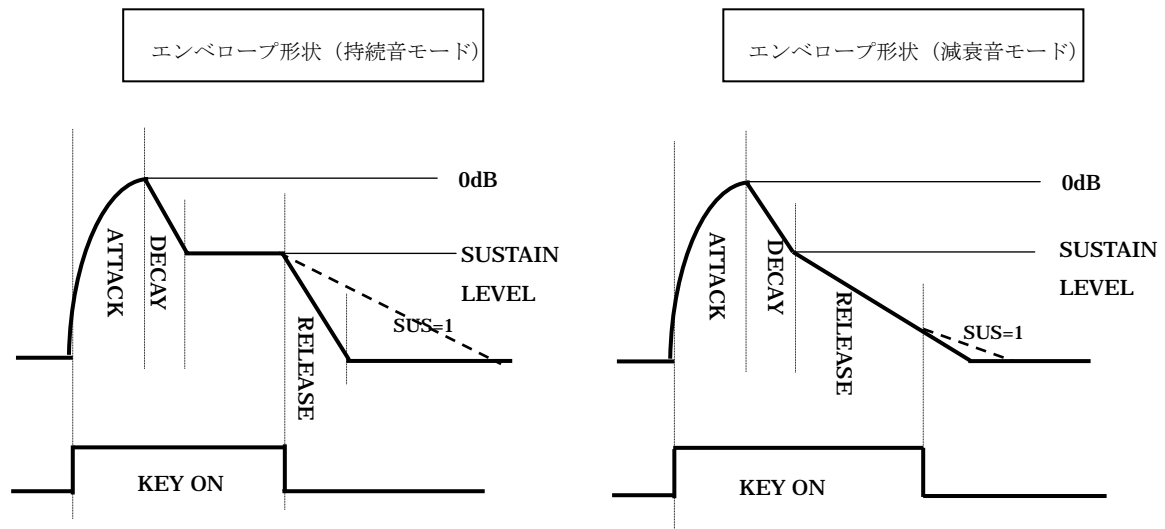 エンベロープ形状（持続音モード）
0dB
ATTACK
DECAY
SUSTAIN
LEVEL
SUS=1
RELEASE
KEY ON
エンベロープ形状（減衰音モード）
0dB
ATTACK
DECAY
SUSTAIN
LEVEL
RELEASE
SUS=1
KEY ON